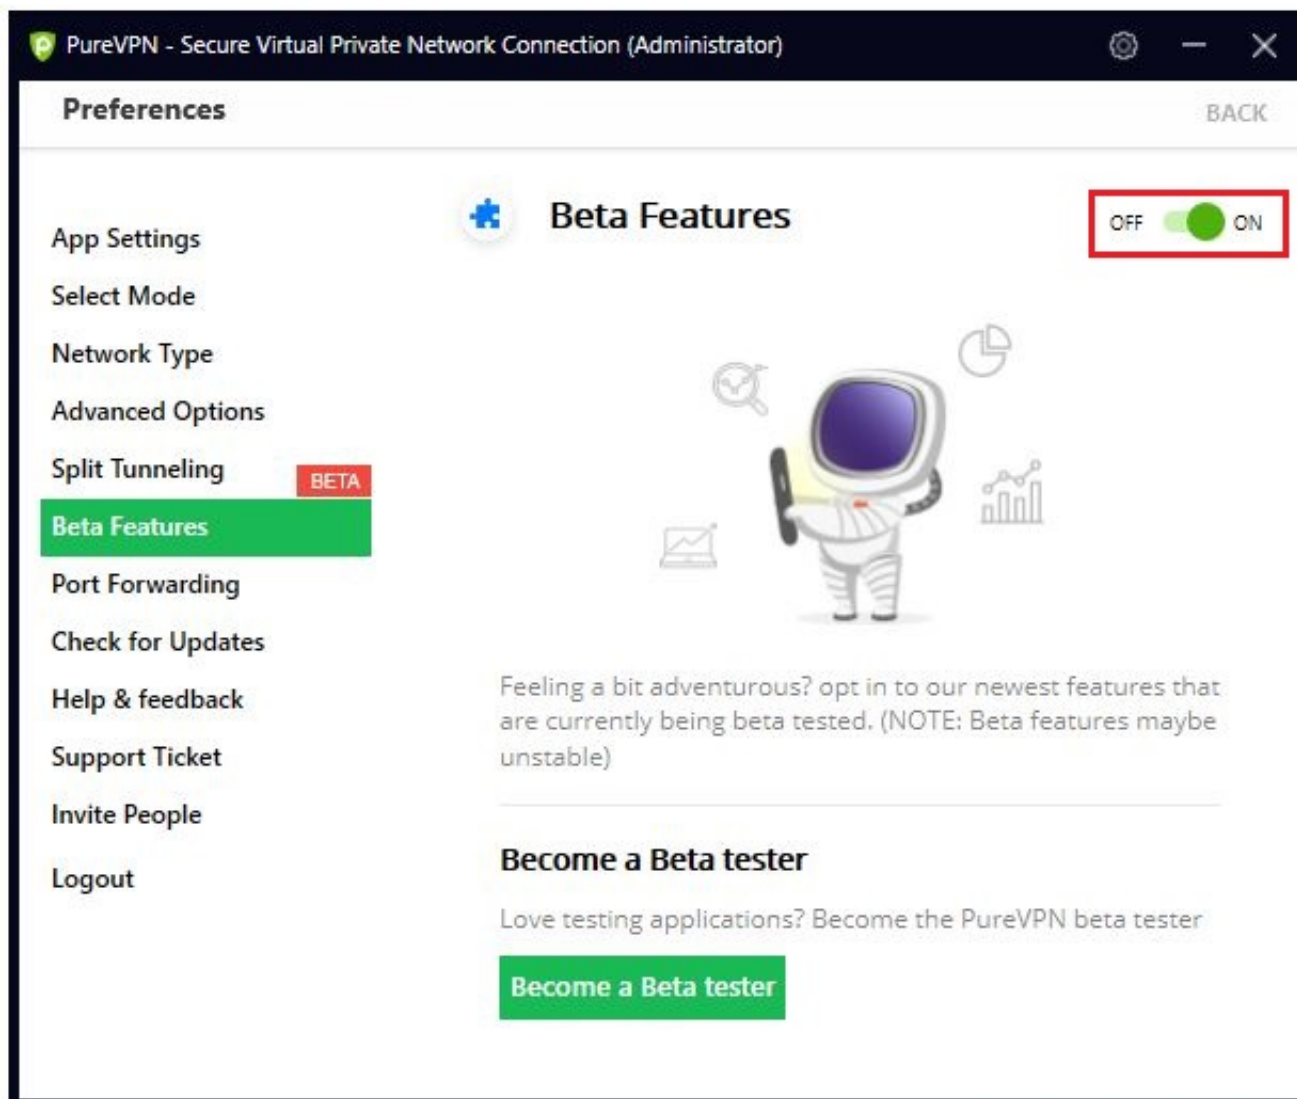 PureVPN - Secure Virtual Private Network Connection (Administrator)
Preferences
BACK
App Settings
Select Mode
Network Type
Advanced Options
Split Tunneling
BETA
Beta Features
Port Forwarding
Check for Updates
Help & feedback
Support Ticket
Invite People
Logout
Beta Features
OFF ON
Feeling a bit adventurous? opt in to our newest features that
are currently being beta tested. (NOTE: Beta features maybe
unstable)
Become a Beta tester
Love testing applications? Become the PureVPN beta tester
Become a Beta tester